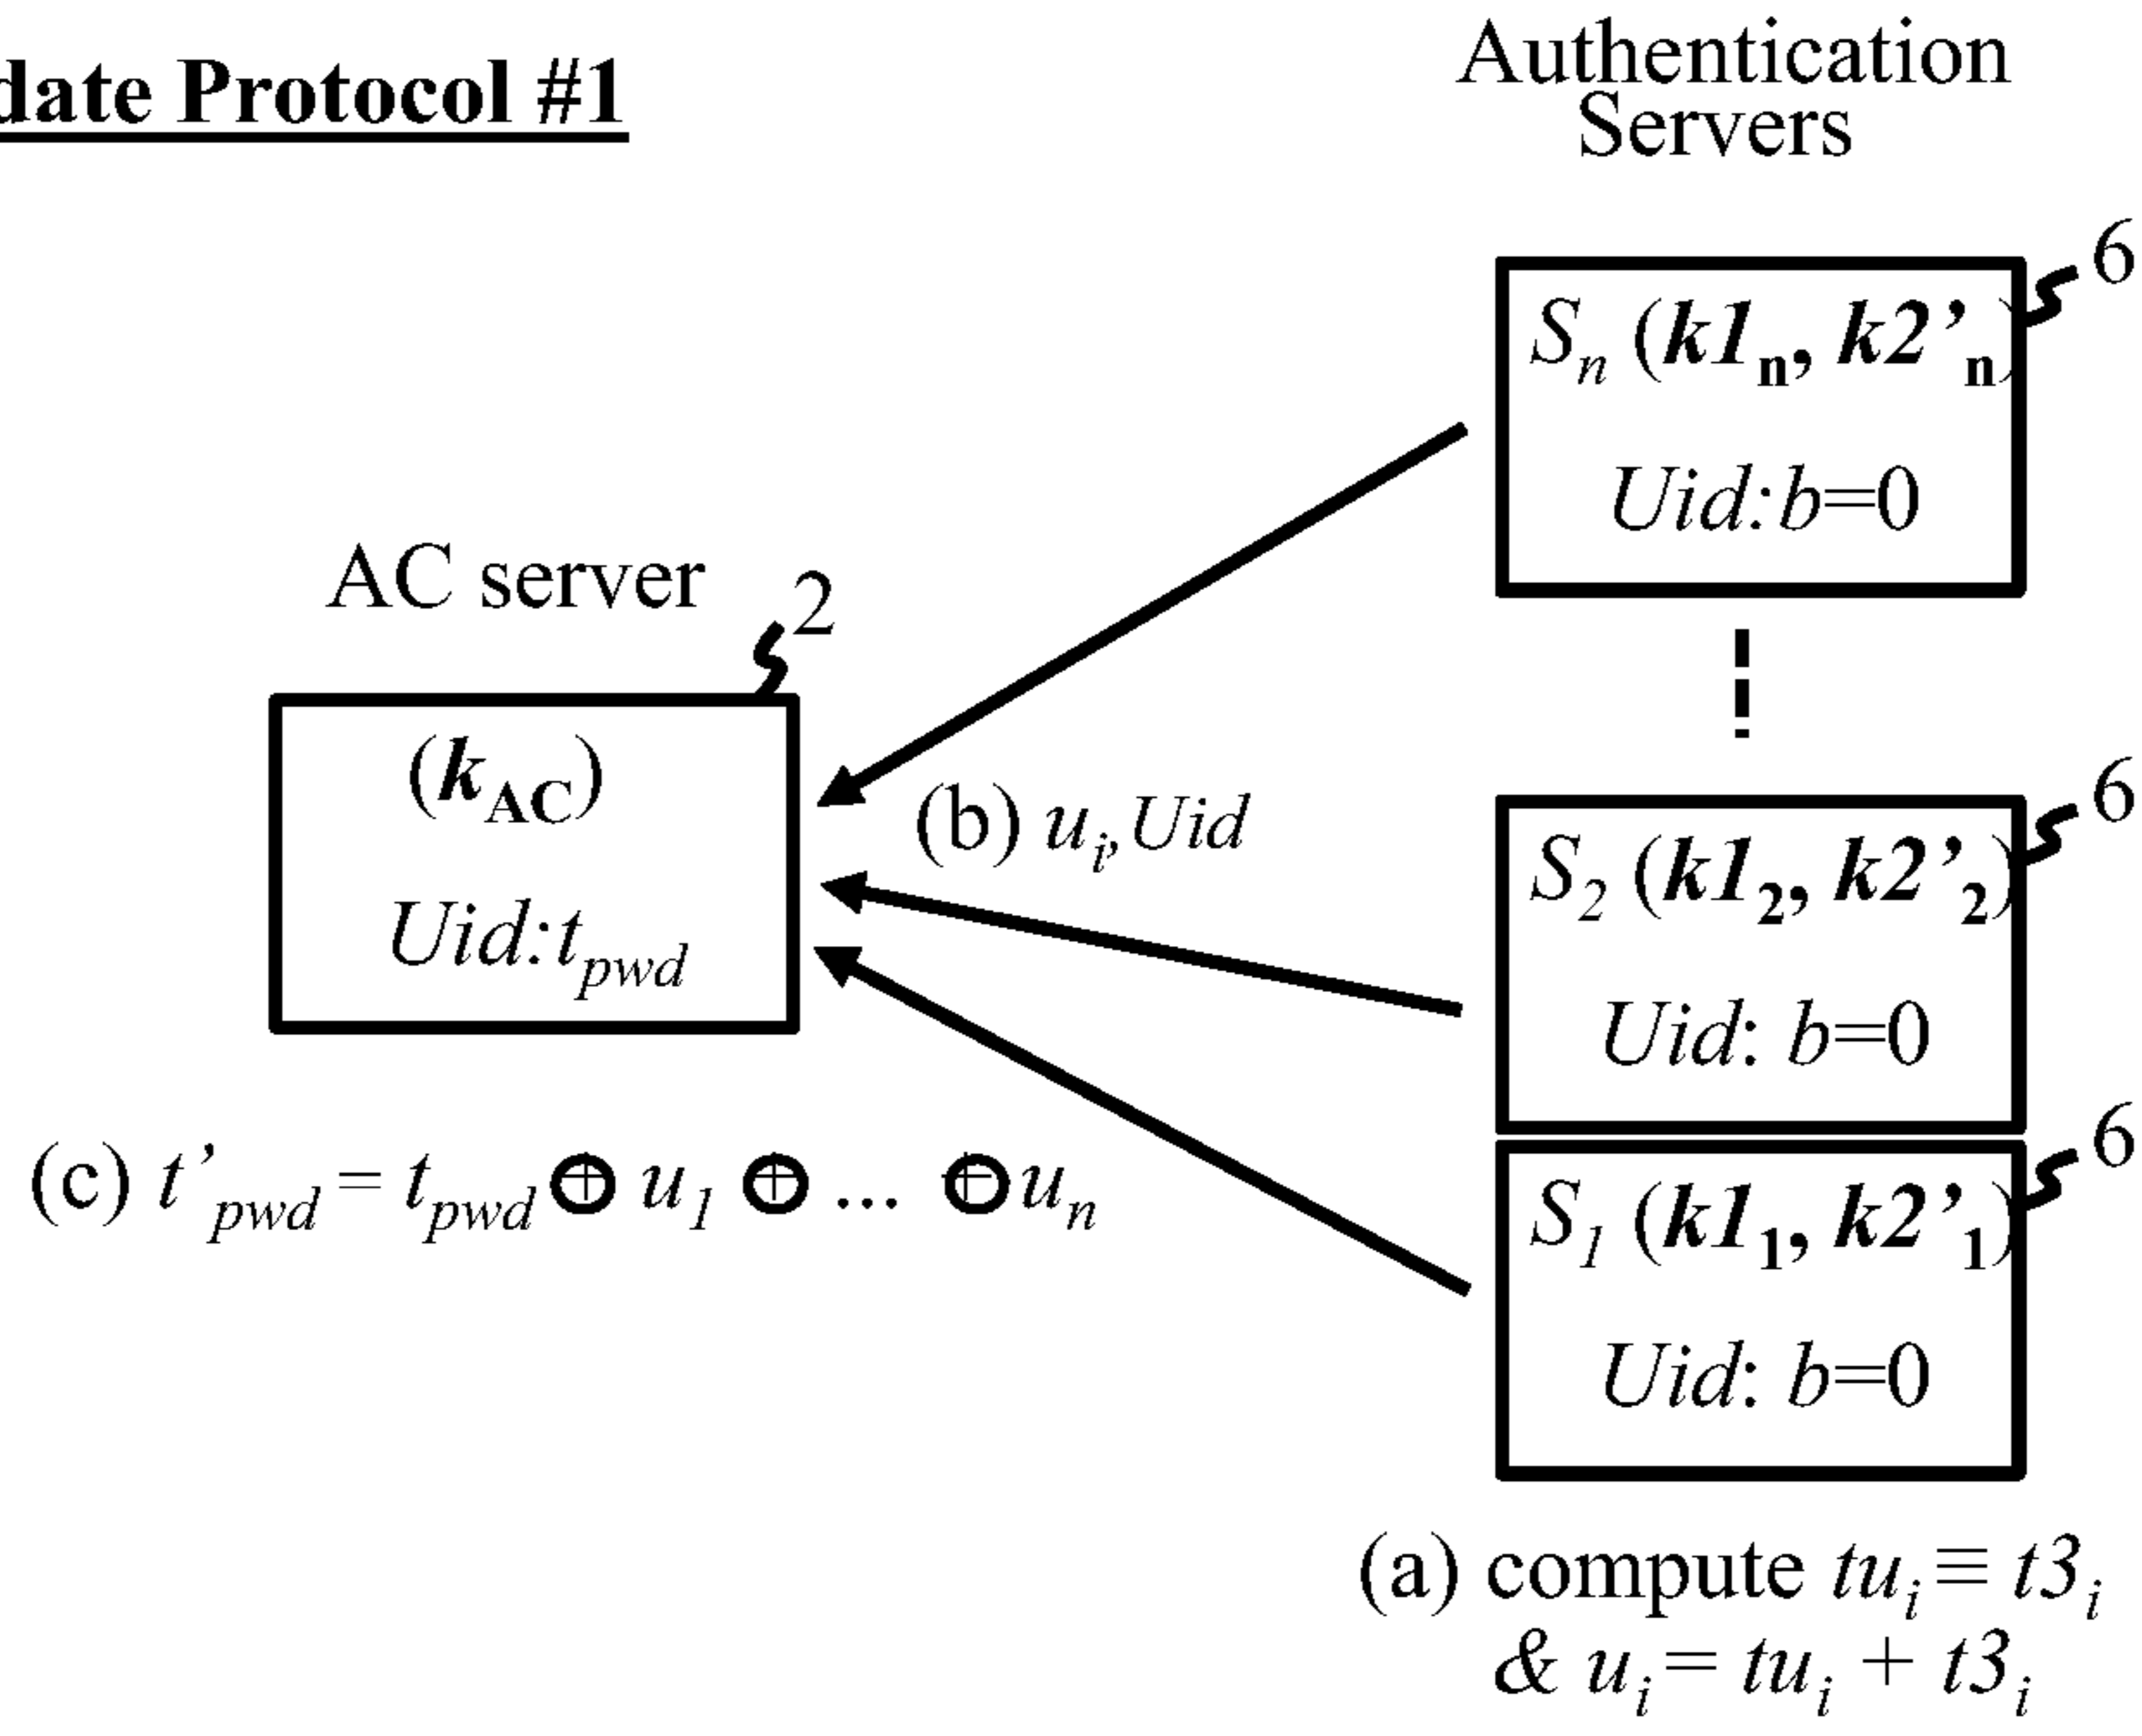 date Protocol #1
Authentication
Servers
6
Sn (k1n, k2’n)
Uid:b=0
AC server
2
(kAC)
Uid:tpwd
(b) ui,Uid
6
S2 (k12, k2’2)
Uid: b=0
6
S1 (k11, k2’1)
Uid: b=0
(c) t’pwd = tpwd ⊕ u1 ⊕ ... ⊕ un
(a) compute tui ≡ t3i
& ui = tui + t3i